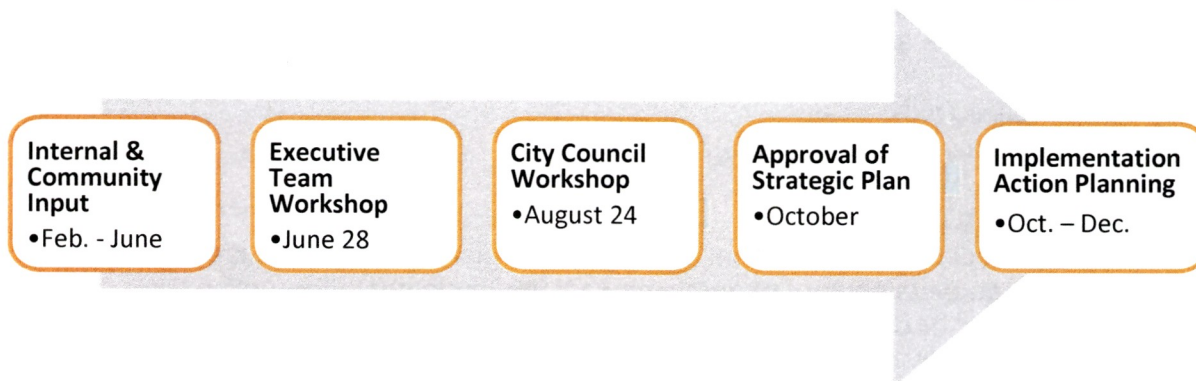 Internal &
Community
Input
•Feb. - June
Executive
Team
Workshop
•June 28
City Council
Workshop
•August 24
Approval of
Strategic Plan
•October
Implementation
Action Planning
•Oct. – Dec.